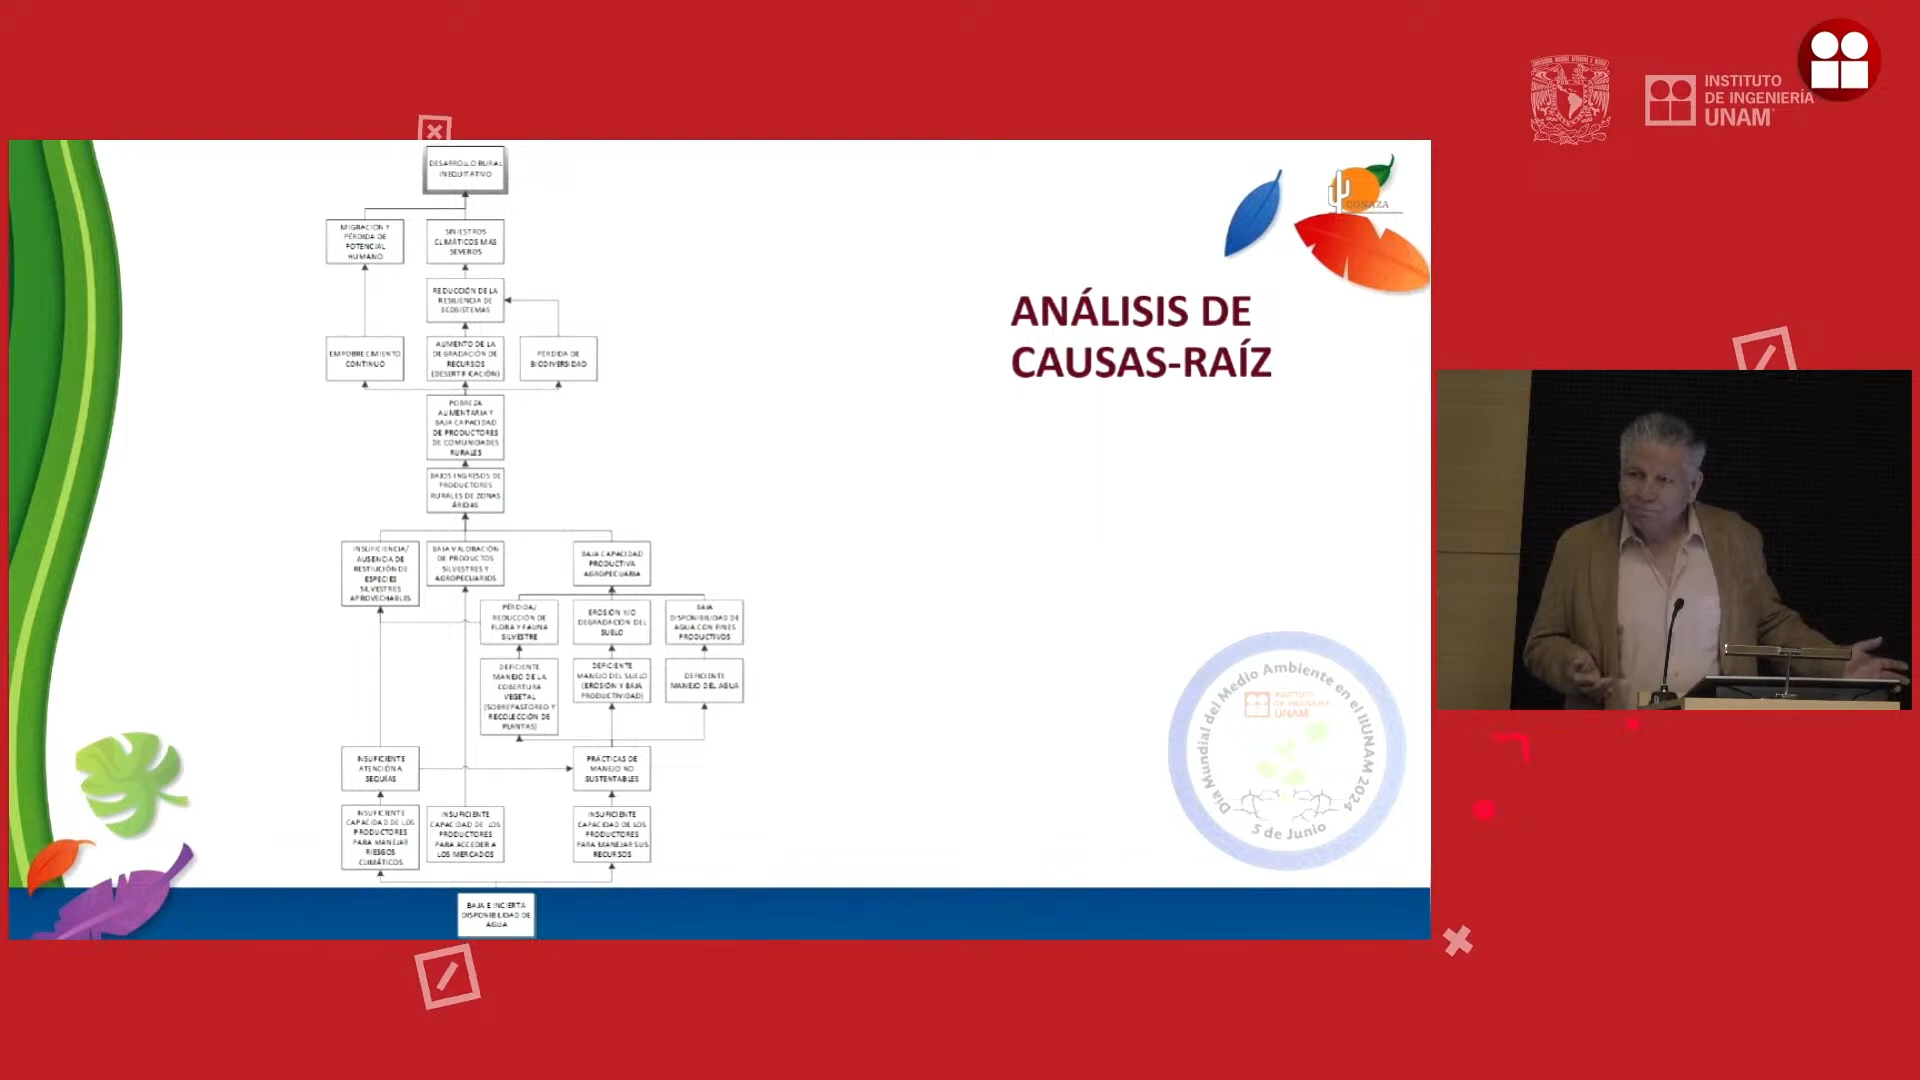 INSTITUTO
DE INGENIERÍA
UNAM
CONAZA
ANÁLISIS DE
CAUSAS-RAÍZ
DESARROLLO RURAL
INEQUITATIVO
MIGRACIÓN Y
PÉRDIDA DE
POTENCIAL
HUMANO
SINIESTROS
CLIMÁTICOS MÁS
SEVEROS
REDUCCIÓN DE LA
RESILIENCIA DE
ECOSISTEMAS
EMPOBRECIMIENTO
CONTINUO
AUMENTO DE LA
DEGRADACIÓN DE
RECURSOS
(DESERTIFICACIÓN)
PÉRDIDA DE
BIODIVERSIDAD
POBREZA
ALIMENTARIA Y
BAJA CAPACIDAD
DE PRODUCTORES
DE COMUNIDADES
RURALES
BAJOS INGRESOS DE
PRODUCTORES
RURALES DE ZONAS
ÁRIDAS
INSUFICIENCIA/
AUSENCIA DE
RESTIUCIÓN DE
ESPECIES
SILVESTRES
APROVECHABLES
BAJA VALORACIÓN
DE PRODUCTOS
SILVESTRES Y
AGROPECUARIOS
BAJA CAPACIDAD
PRODUCTIVA
AGROPECUARIA
PÉRDIDA/
REDUCCIÓN DE
FLORA Y FAUNA
SILVESTRE
EROSIÓN Y/O
DEGRADACIÓN DEL
SUELO
BAJA
DISPONIBILIDAD DE
AGUA CON FINES
PRODUCTIVOS
DEFICIENTE
MANEJO DE LA
COBERTURA
VEGETAL
(SOBREPASTOREO Y
RECOLECCIÓN DE
PLANTAS)
DEFICIENTE
MANEJO DEL SUELO
(EROSIÓN Y BAJA
PRODUCTIVIDAD)
DEFICIENTE
MANEJO DEL AGUA
INSUFICIENTE
ATENCIÓN A
SEQUÍAS
PRÁCTICAS DE
MANEJO NO
SUSTENTABLES
INSUFICIENTE
CAPACIDAD DE LOS
PRODUCTORES
PARA MANEJAR
RIESGOS
CLIMÁTICOS
INSUFICIENTE
CAPACIDAD DE LOS
PRODUCTORES
PARA ACCEDER A
LOS MERCADOS
INSUFICIENTE
CAPACIDAD DE LOS
PRODUCTORES
PARA MANEJAR SUS
RECURSOS
BAJA E INCIERTA
DISPONIBILIDAD DE
AGUA
Día Mundial del Medio Ambiente en el IIUNAM 2024
INSTITUTO
DE INGENIERÍA
UNAM
5 de Junio